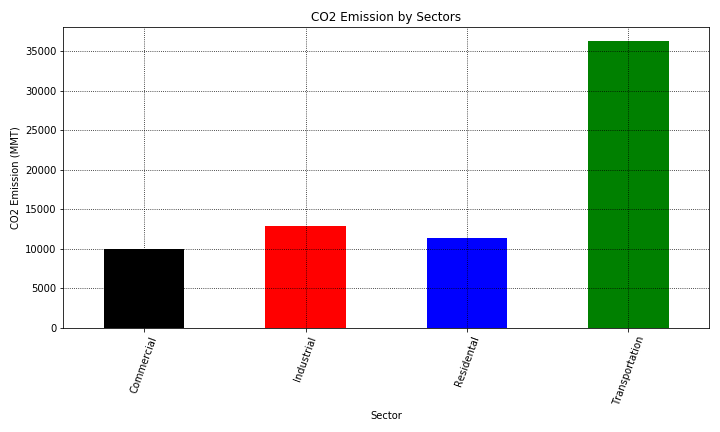 CO2 Emission by Sectors
CO2 Emission (MMT)
35000
30000
25000
20000
15000
10000
5000
0
Commercial
Industrial
Residental
Transportation
Sector